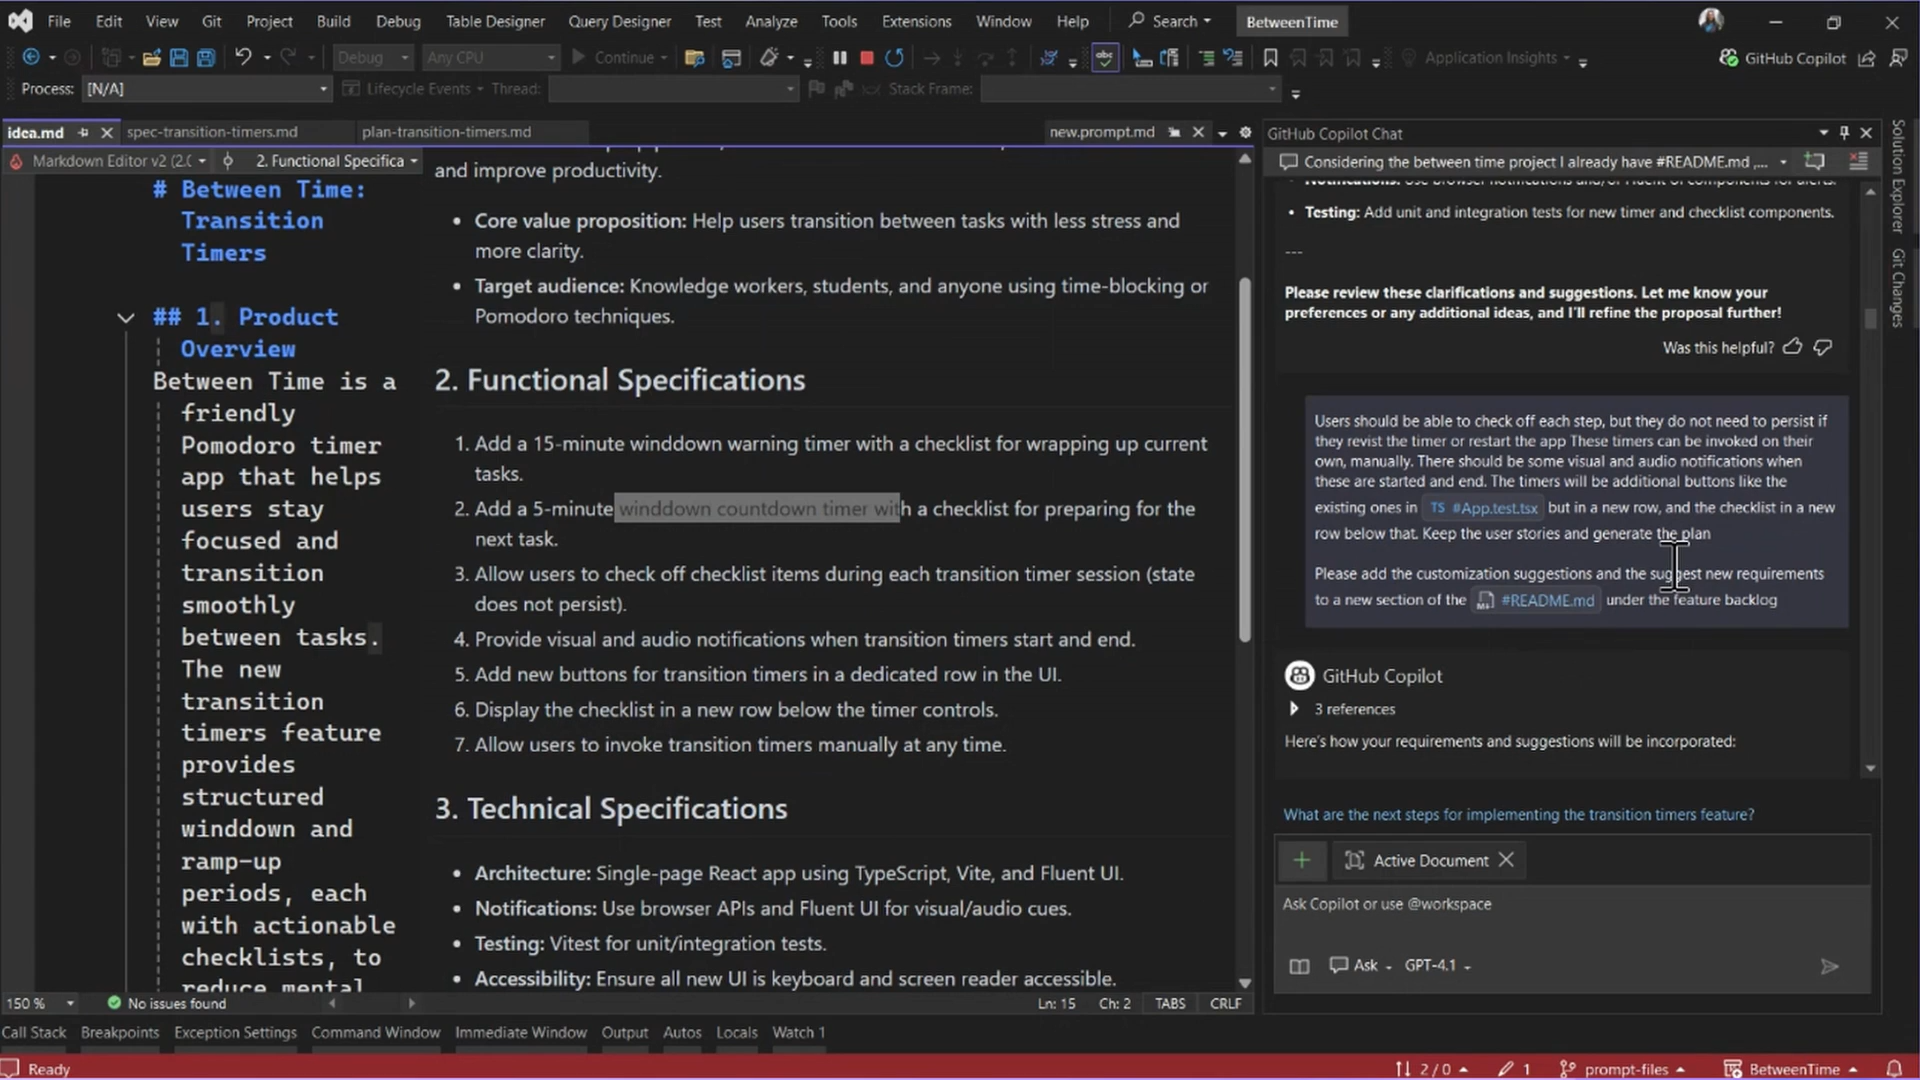 File Edit View Git Project Build Debug Table Designer Query Designer Test Analyze Tools Extensions Window Help Search BetweenTime
Debug Any CPU Continue Application Insights GitHub Copilot
Process: [N/A] Lifecycle Events Thread: Stack Frame:
idea.md spec-transition-timers.md plan-transition-timers.md new.prompt.md
Markdown Editor v2 (2.( 2. Functional Specifica
# Between Time:
Transition
Timers
## 1. Product
Overview
Between Time is a
friendly
Pomodoro timer
app that helps
users stay
focused and
transition
smoothly
between tasks.
The new
transition
timers feature
provides
structured
winddown and
ramp-up
periods, each
with actionable
checklists, to
reduce mental
and improve productivity.
• Core value proposition: Help users transition between tasks with less stress and
more clarity.
• Target audience: Knowledge workers, students, and anyone using time-blocking or
Pomodoro techniques.
2. Functional Specifications
1. Add a 15-minute winddown warning timer with a checklist for wrapping up current
tasks.
2. Add a 5-minute winddown countdown timer with a checklist for preparing for the
next task.
3. Allow users to check off checklist items during each transition timer session (state
does not persist).
4. Provide visual and audio notifications when transition timers start and end.
5. Add new buttons for transition timers in a dedicated row in the UI.
6. Display the checklist in a new row below the timer controls.
7. Allow users to invoke transition timers manually at any time.
3. Technical Specifications
• Architecture: Single-page React app using TypeScript, Vite, and Fluent UI.
• Notifications: Use browser APIs and Fluent UI for visual/audio cues.
• Testing: Vitest for unit/integration tests.
• Accessibility: Ensure all new UI is keyboard and screen reader accessible.
GitHub Copilot Chat
Considering the between time project I already have #README.md ,...
Notifications: Use browser notifications and/or Fluent UI components for alerts.
• Testing: Add unit and integration tests for new timer and checklist components.
---
Please review these clarifications and suggestions. Let me know your
preferences or any additional ideas, and I'll refine the proposal further!
Was this helpful?
Users should be able to check off each step, but they do not need to persist if
they revist the timer or restart the app These timers can be invoked on their
own, manually. There should be some visual and audio notifications when
these are started and end. The timers will be additional buttons like the
existing ones in TS #App.test.tsx but in a new row, and the checklist in a new
row below that. Keep the user stories and generate the plan
Please add the customization suggestions and the suggest new requirements
to a new section of the #README.md under the feature backlog
GitHub Copilot
3 references
Here's how your requirements and suggestions will be incorporated:
What are the next steps for implementing the transition timers feature?
Active Document
Ask Copilot or use @workspace
Ask GPT-4.1
Solution Explorer
Git Changes
150 % No issues found Ln: 15 Ch: 2 TABS CRLF
Call Stack Breakpoints Exception Settings Command Window Immediate Window Output Autos Locals Watch 1
Ready 2 / 0 1 prompt-files BetweenTime